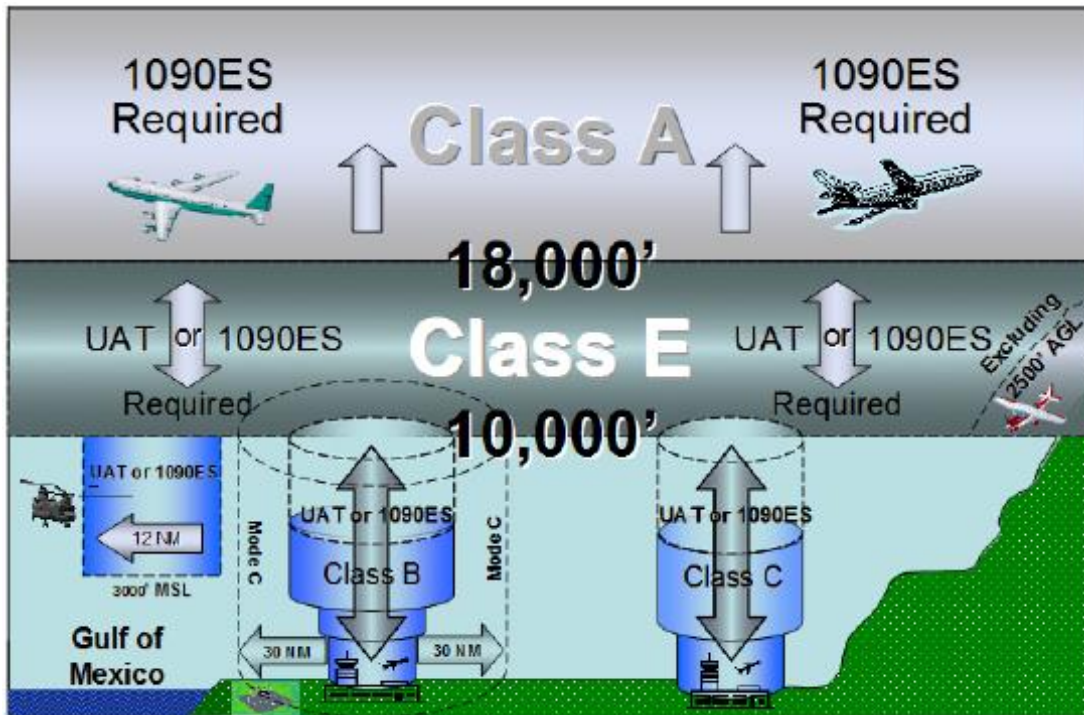 1090ES
Required
1090ES
Required
Class A
18,000’
UAT or 1090ES
Required
Class E
UAT or 1090ES
Required
Excluding
2500’ AGL
10,000’
UAT or 1090ES
12 NM
3000’ MSL
Gulf of
Mexico
Mode C
UAT or 1090ES
Class B
Mode C
30 NM
30 NM
UAT or 1090ES
Class C